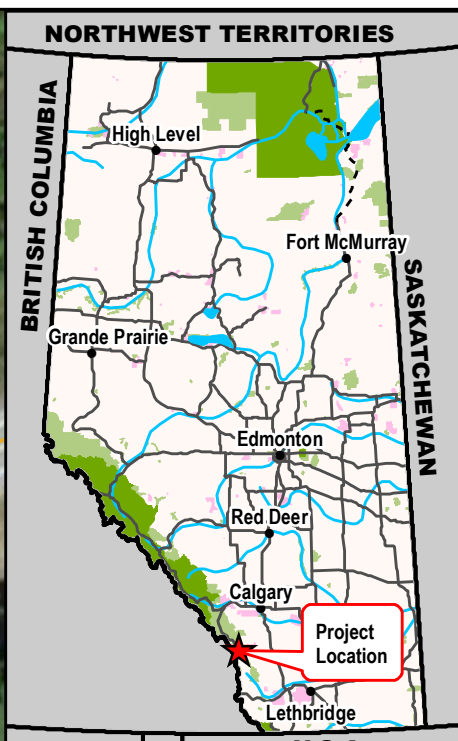 NORTHWEST TERRITORIES
BRITISH COLUMBIA
High Level
Fort McMurray
SASKATCHEWAN
Grande Prairie
Edmonton
Red Deer
Calgary
Project
Location
Lethbridge